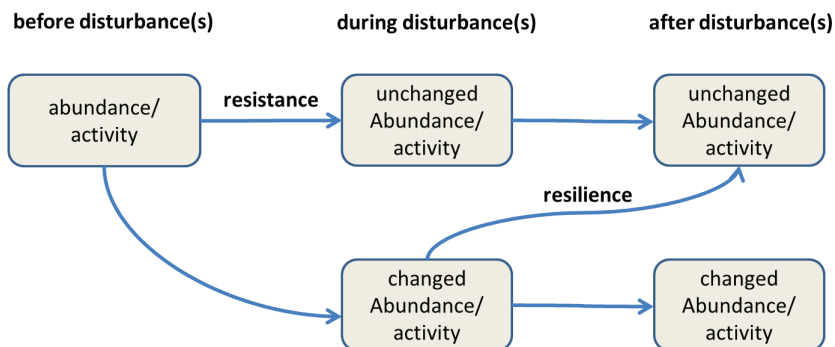 before disturbance(s)
during disturbance(s)
after disturbance(s)
abundance/
activity
resistance
unchanged
Abundance/
activity
unchanged
Abundance/
activity
resilience
changed
Abundance/
activity
changed
Abundance/
activity